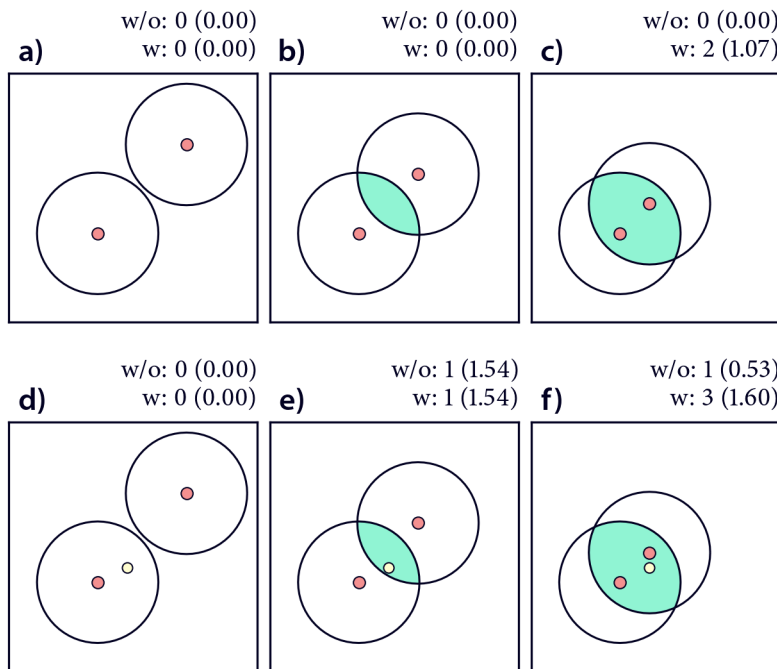 w/o: 0 (0.00)
a) w: 0 (0.00)
w/o: 0 (0.00)
b) w: 0 (0.00)
w/o: 0 (0.00)
c) w: 2 (1.07)
w/o: 0 (0.00)
d) w: 0 (0.00)
w/o: 1 (1.54)
e) w: 1 (1.54)
w/o: 1 (0.53)
f) w: 3 (1.60)